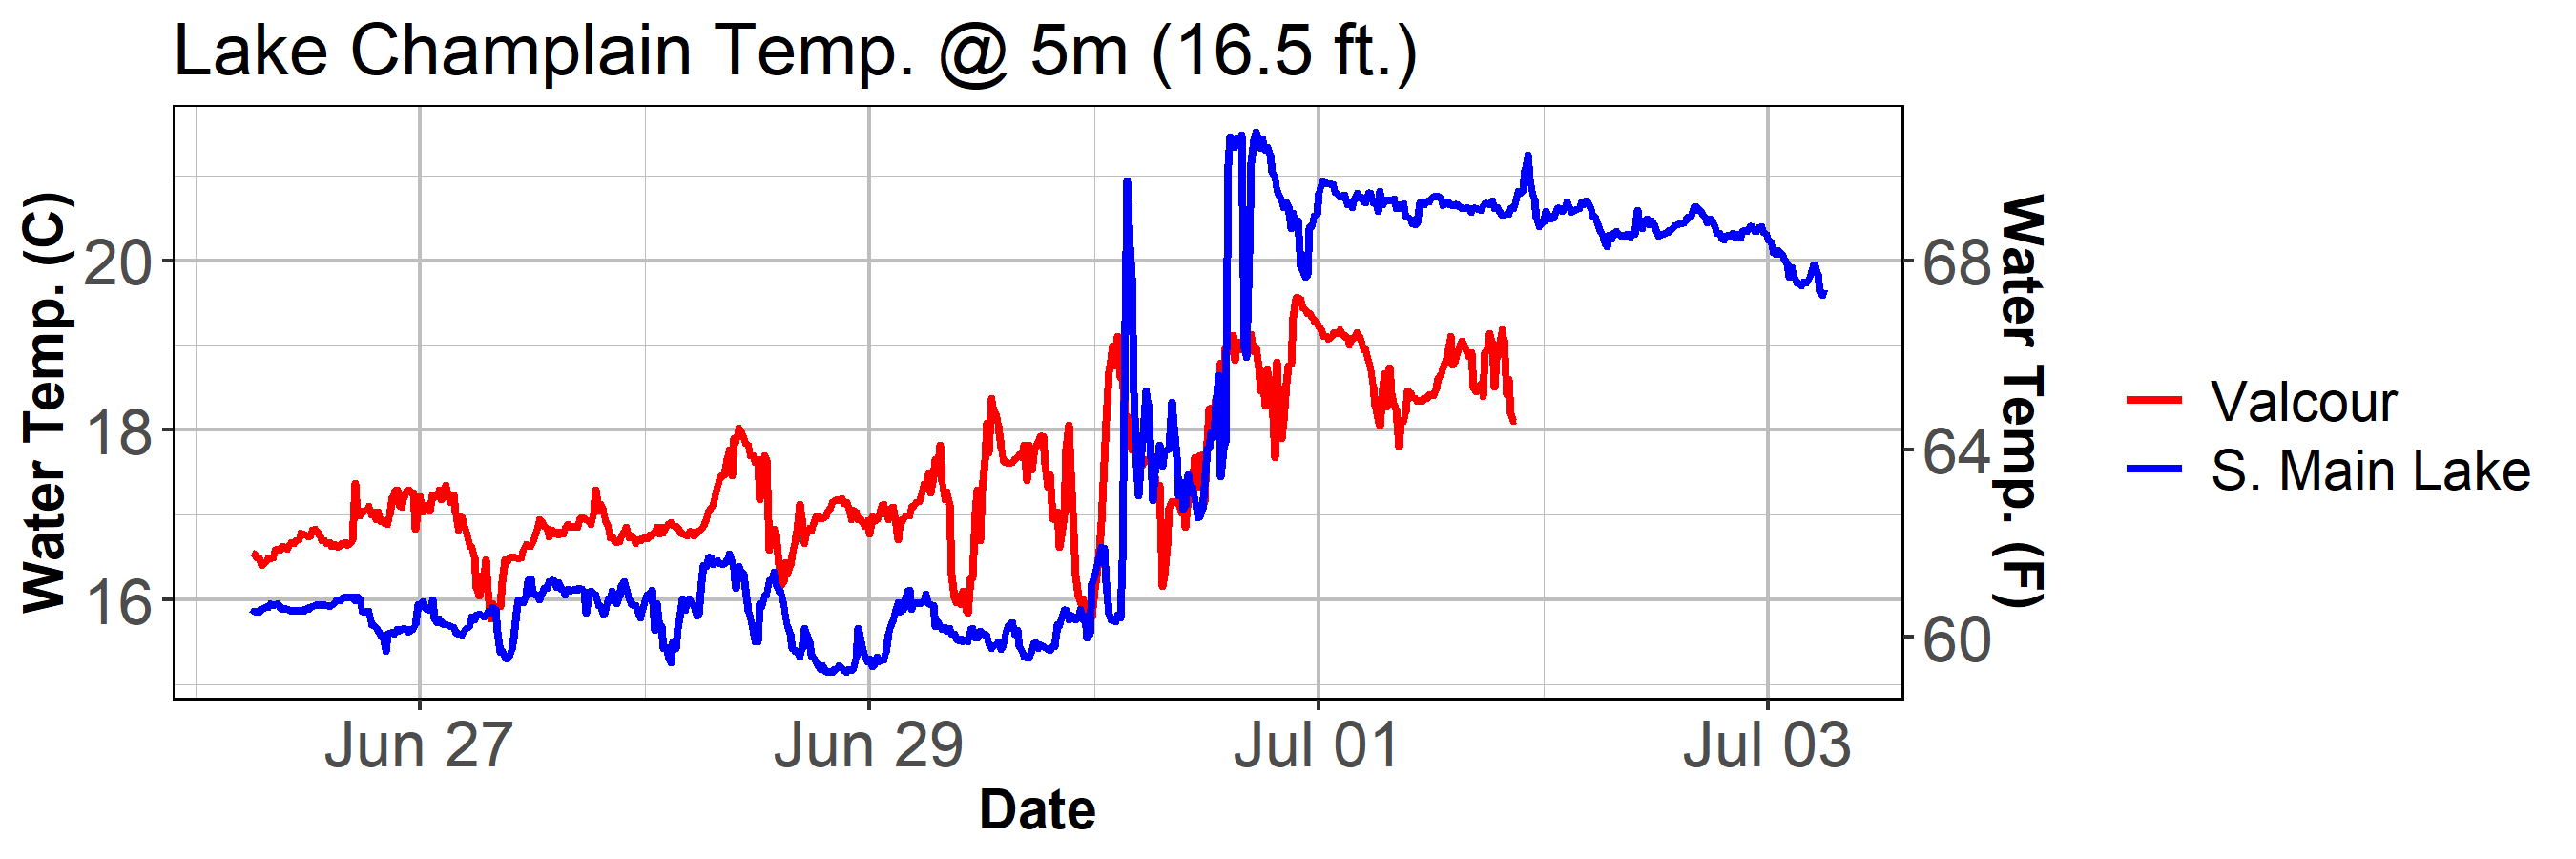 Lake Champlain Temp. @ 5m (16.5 ft.)
Water Temp. (C)
20
18
16
68
64
60
Water Temp. (F)
Jun 27
Jun 29
Jul 01
Jul 03
Date
Valcour
S. Main Lake